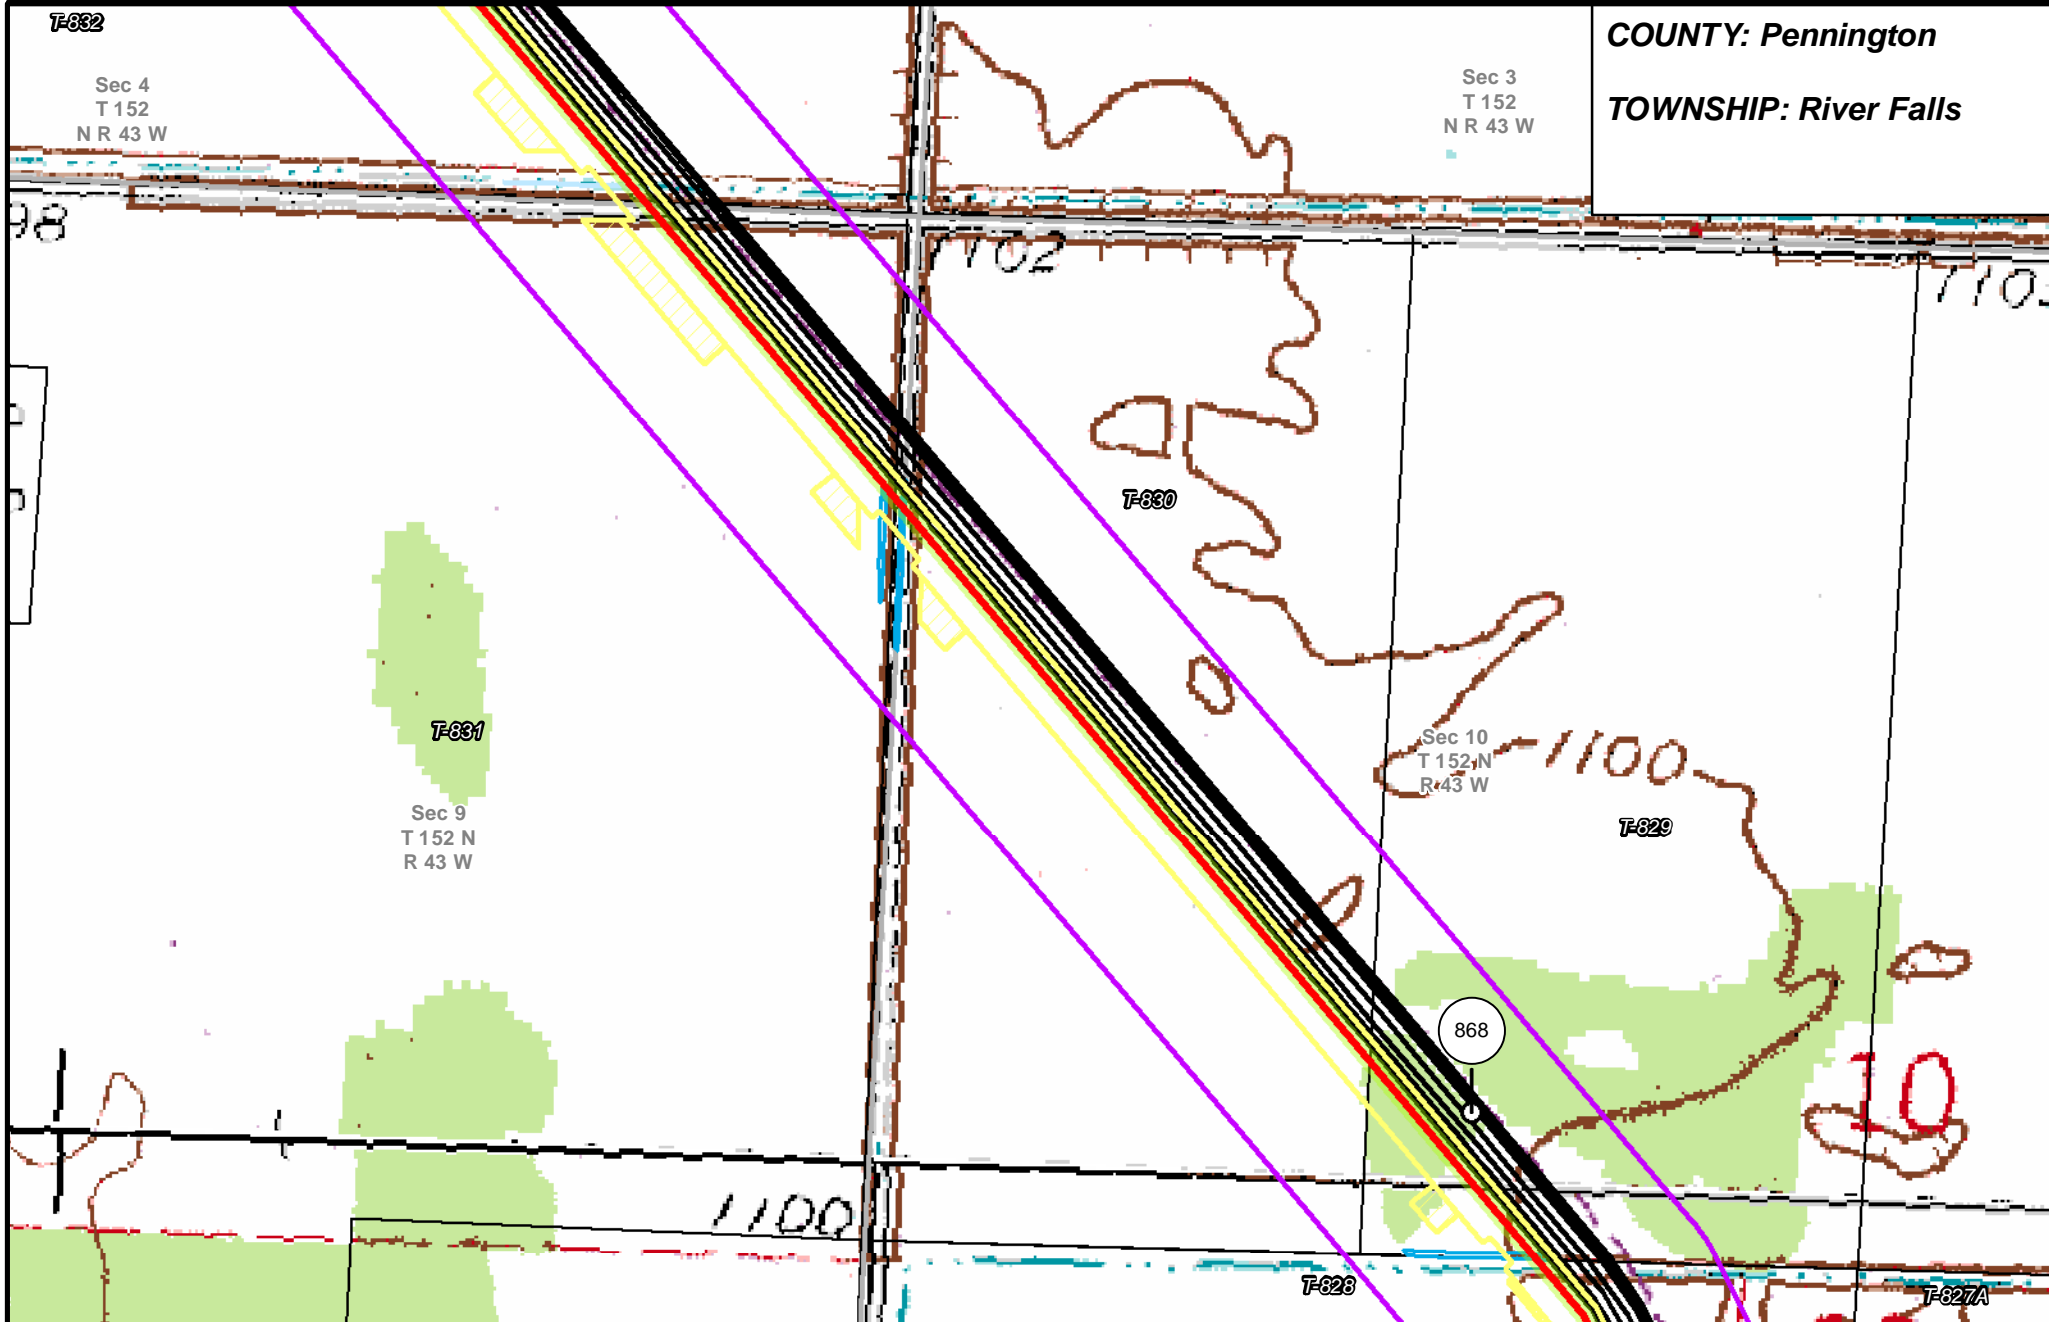 T-832
COUNTY: Pennington
TOWNSHIP: River Falls
Sec 4
T 152
N R 43 W
Sec 3
T 152
N R 43 W
98
1102
T-830
T-831
Sec 9
T 152 N
R 43 W
Sec 10
T 152 N
R 43 W
1100
T-829
868
10
1100
T-828
T-827A